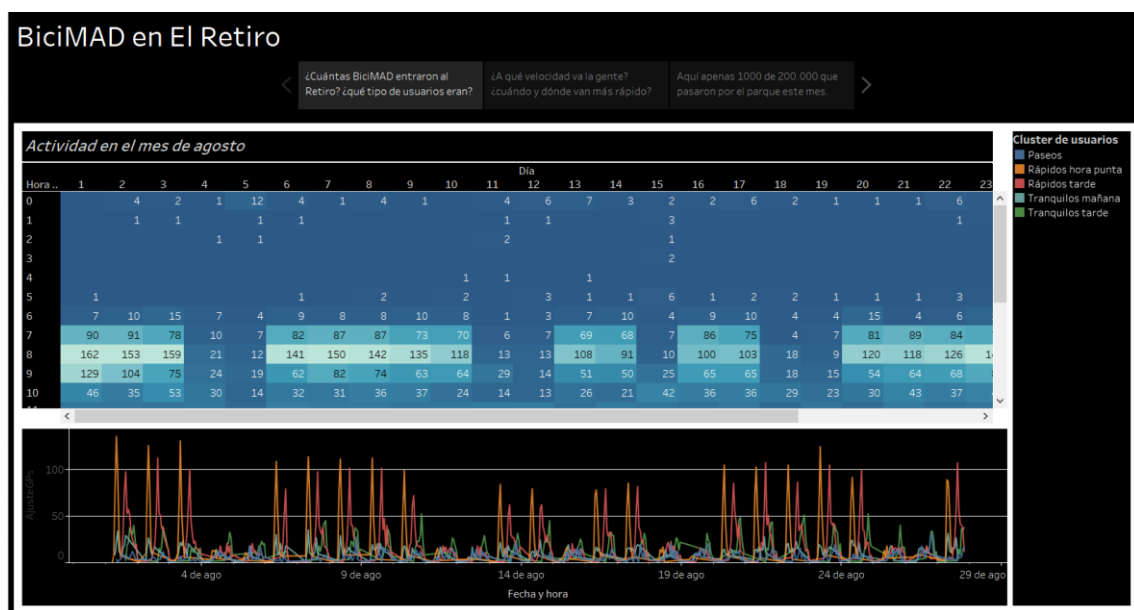 BiciMAD en El Retiro
¿Cuántas BiciMAD entraron al
Retiro? ¿qué tipo de usuarios eran?
¿A qué velocidad va la gente?
¿cuándo y dónde van más rápido?
Aquí apenas 1000 de 200.000 que
pasaron por el parque este mes.
Actividad en el mes de agosto
Día
Hora .. 1 2 3 4 5 6 7 8 9 10 11 12 13 14 15 16 17 18 19 20 21 22 23
0 4 2 1 12 4 1 4 1 4 6 7 3 2 2 6 2 1 1 1 6
1 1 1 1 1 1 1 3 1
2 1 1 2 1
3 2
4 1 1 1
5 1 1 2 2 3 1 1 6 1 2 2 1 1 1 3
6 7 10 15 7 4 9 8 8 10 8 1 3 7 10 4 9 10 4 4 15 4 6
7 90 91 78 10 7 82 87 87 73 70 6 7 69 68 7 86 75 4 7 81 89 84
8 162 153 159 21 12 141 150 142 135 118 13 13 108 91 10 100 103 18 9 120 118 126
9 129 104 75 24 19 62 82 74 63 64 29 14 51 50 25 65 65 18 15 54 64 68
10 46 35 53 30 14 32 31 36 37 24 14 13 26 21 42 36 36 29 23 30 43 37
Cluster de usuarios
Paseos
Rápidos hora punta
Rápidos tarde
Tranquilos mañana
Tranquilos tarde
AjusteGPs
100
50
0
4 de ago 9 de ago 14 de ago 19 de ago 24 de ago 29 de ago
Fecha y hora